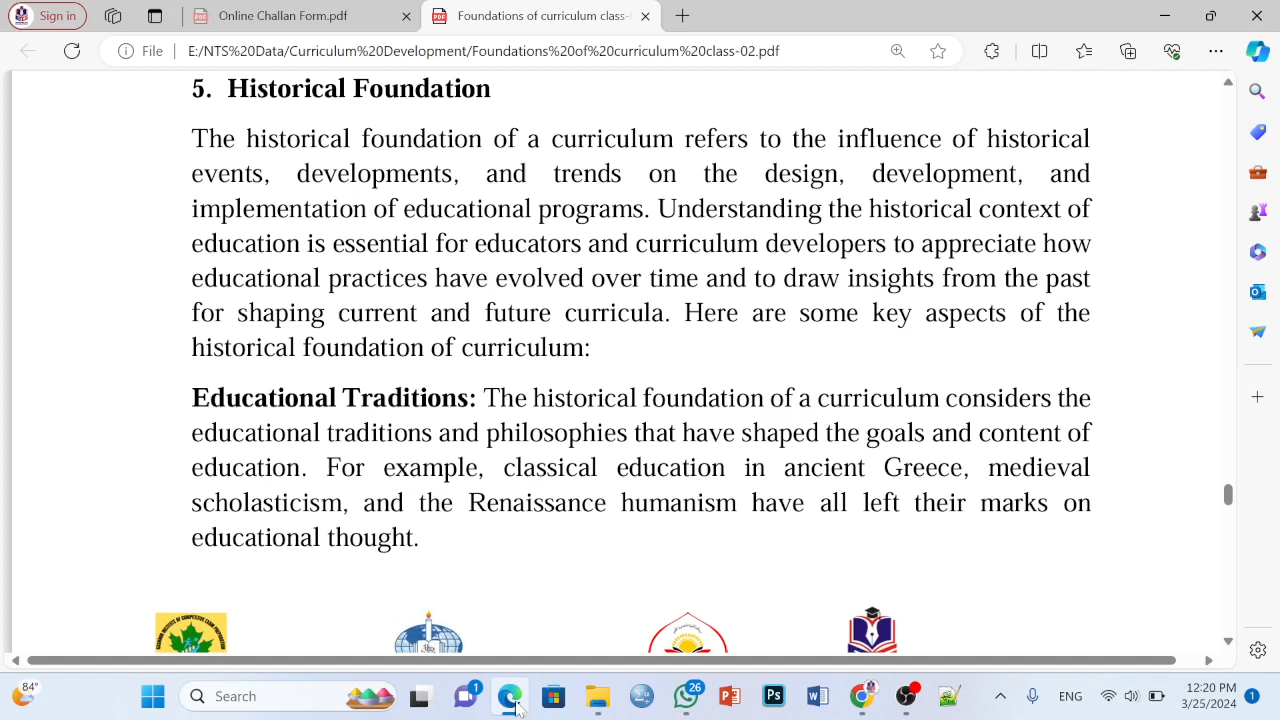 Sign in
Online Challan Form.pdf
Foundations of curriculum class-
File
E:/NTS%20Data/Curriculum%20Development/Foundations%20of%20curriculum%20class-02.pdf
5. Historical Foundation
The historical foundation of a curriculum refers to the influence of historical
events, developments, and trends on the design, development, and
implementation of educational programs. Understanding the historical context of
education is essential for educators and curriculum developers to appreciate how
educational practices have evolved over time and to draw insights from the past
for shaping current and future curricula. Here are some key aspects of the
historical foundation of curriculum:
Educational Traditions: The historical foundation of a curriculum considers the
educational traditions and philosophies that have shaped the goals and content of
education. For example, classical education in ancient Greece, medieval
scholasticism, and the Renaissance humanism have all left their marks on
educational thought.
84°
Search
1
26
ENG
12:20 PM
3/25/2024
1